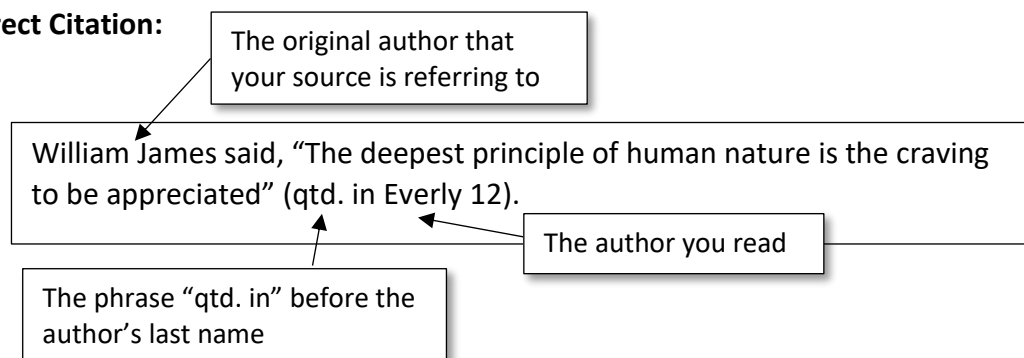 rect Citation:
The original author that
your source is referring to
William James said, “The deepest principle of human nature is the craving
to be appreciated” (qtd. in Everly 12).
The author you read
The phrase “qtd. in” before the
author’s last name